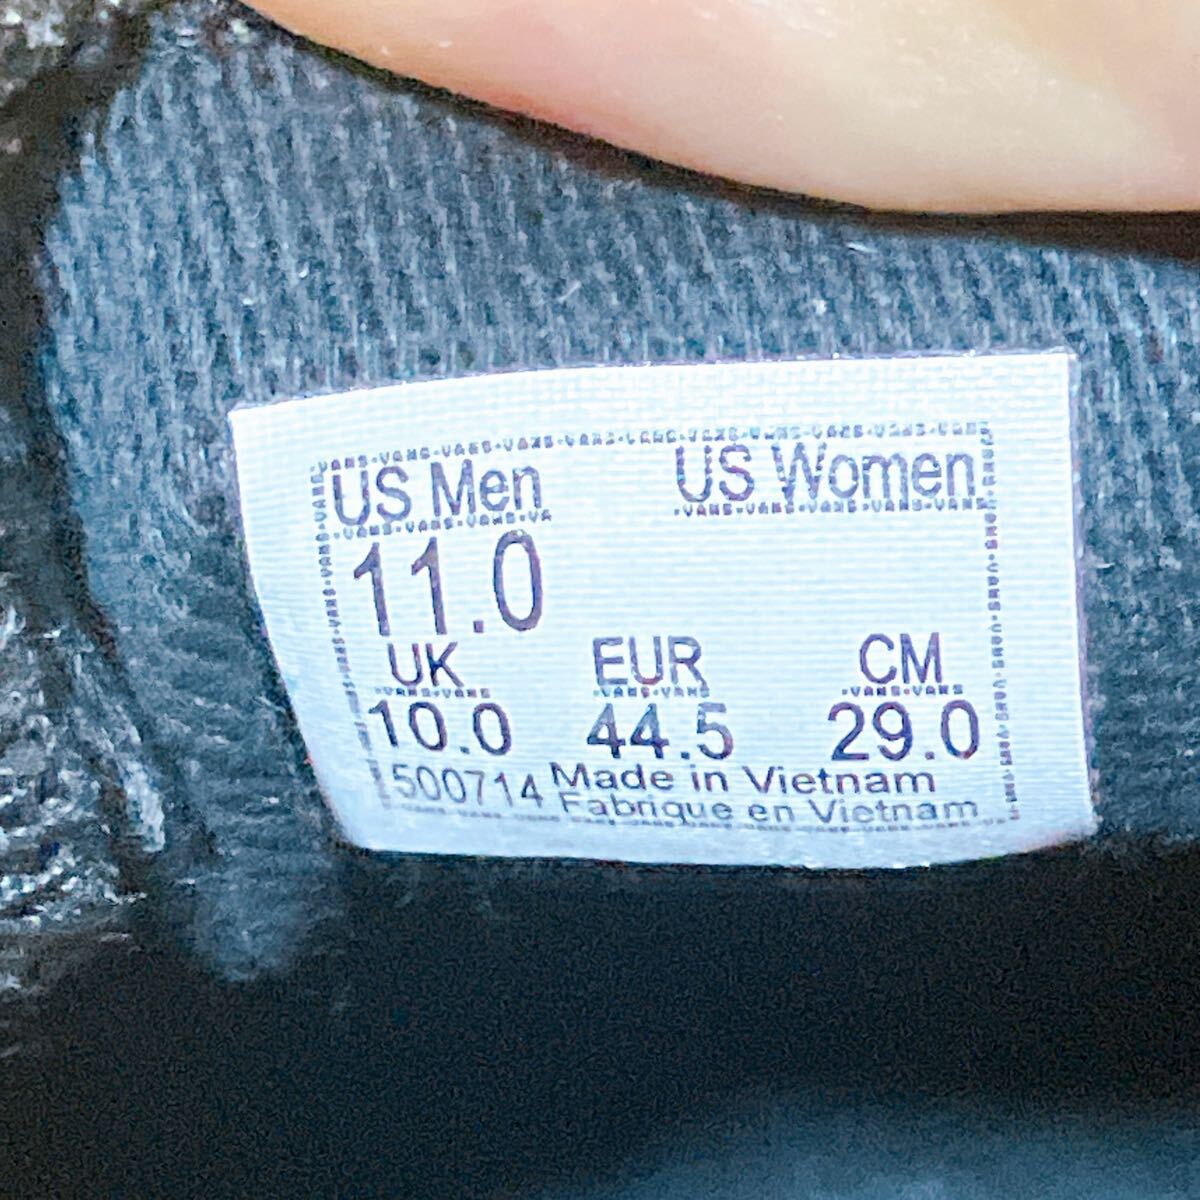 US Men US Women
11.0
UK EUR CM
10.0 44.5 29.0
500714 Made in Vietnam
Fabrique en Vietnam